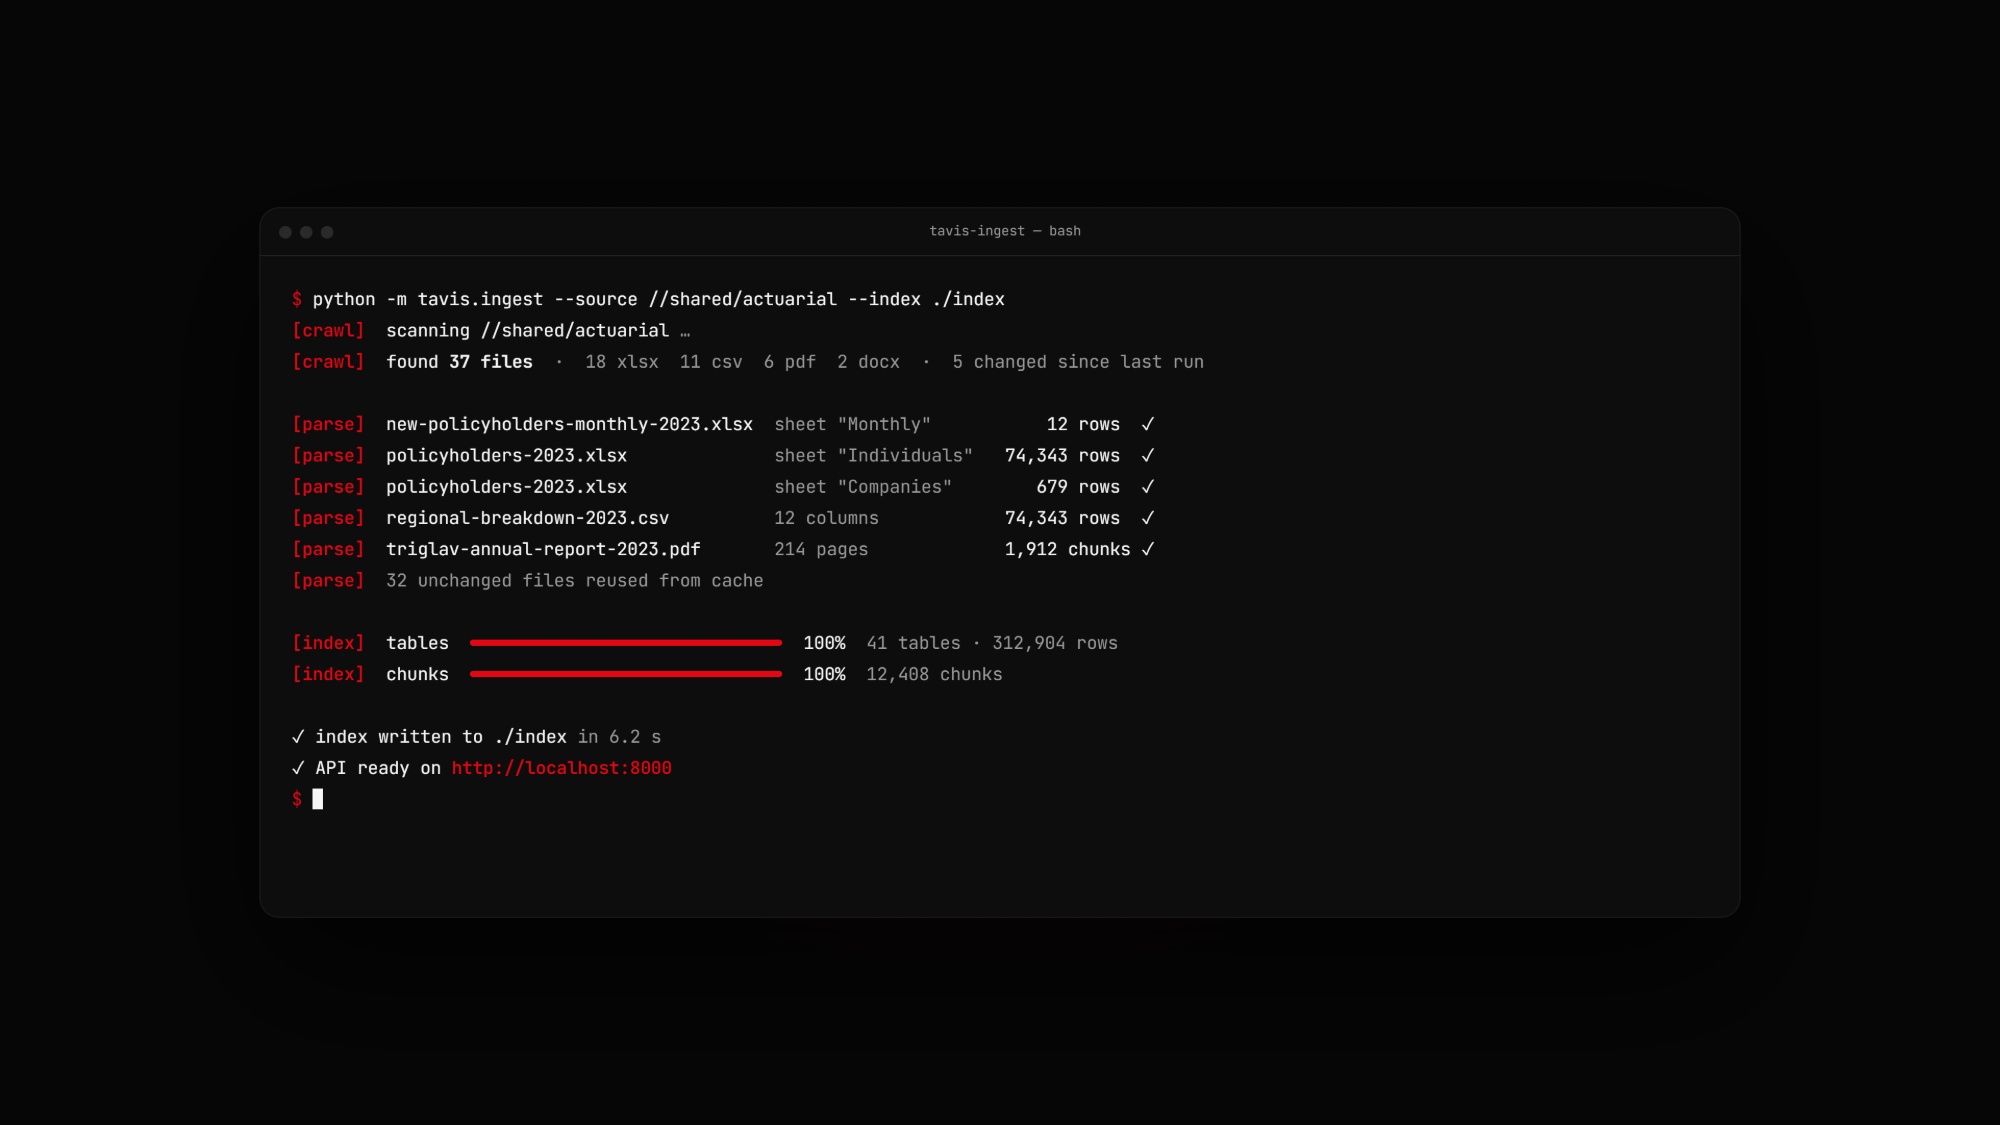 tavis-ingest — bash
$ python -m tavis.ingest --source //shared/actuarial --index ./index
[crawl] scanning //shared/actuarial …
[crawl] found 37 files · 18 xlsx 11 csv 6 pdf 2 docx · 5 changed since last run
[parse] new-policyholders-monthly-2023.xlsx sheet "Monthly" 12 rows ✓
[parse] policyholders-2023.xlsx sheet "Individuals" 74,343 rows ✓
[parse] policyholders-2023.xlsx sheet "Companies" 679 rows ✓
[parse] regional-breakdown-2023.csv 12 columns 74,343 rows ✓
[parse] triglav-annual-report-2023.pdf 214 pages 1,912 chunks ✓
[parse] 32 unchanged files reused from cache
[index] tables 100% 41 tables · 312,904 rows
[index] chunks 100% 12,408 chunks
✓ index written to ./index in 6.2 s
✓ API ready on http://localhost:8000
$